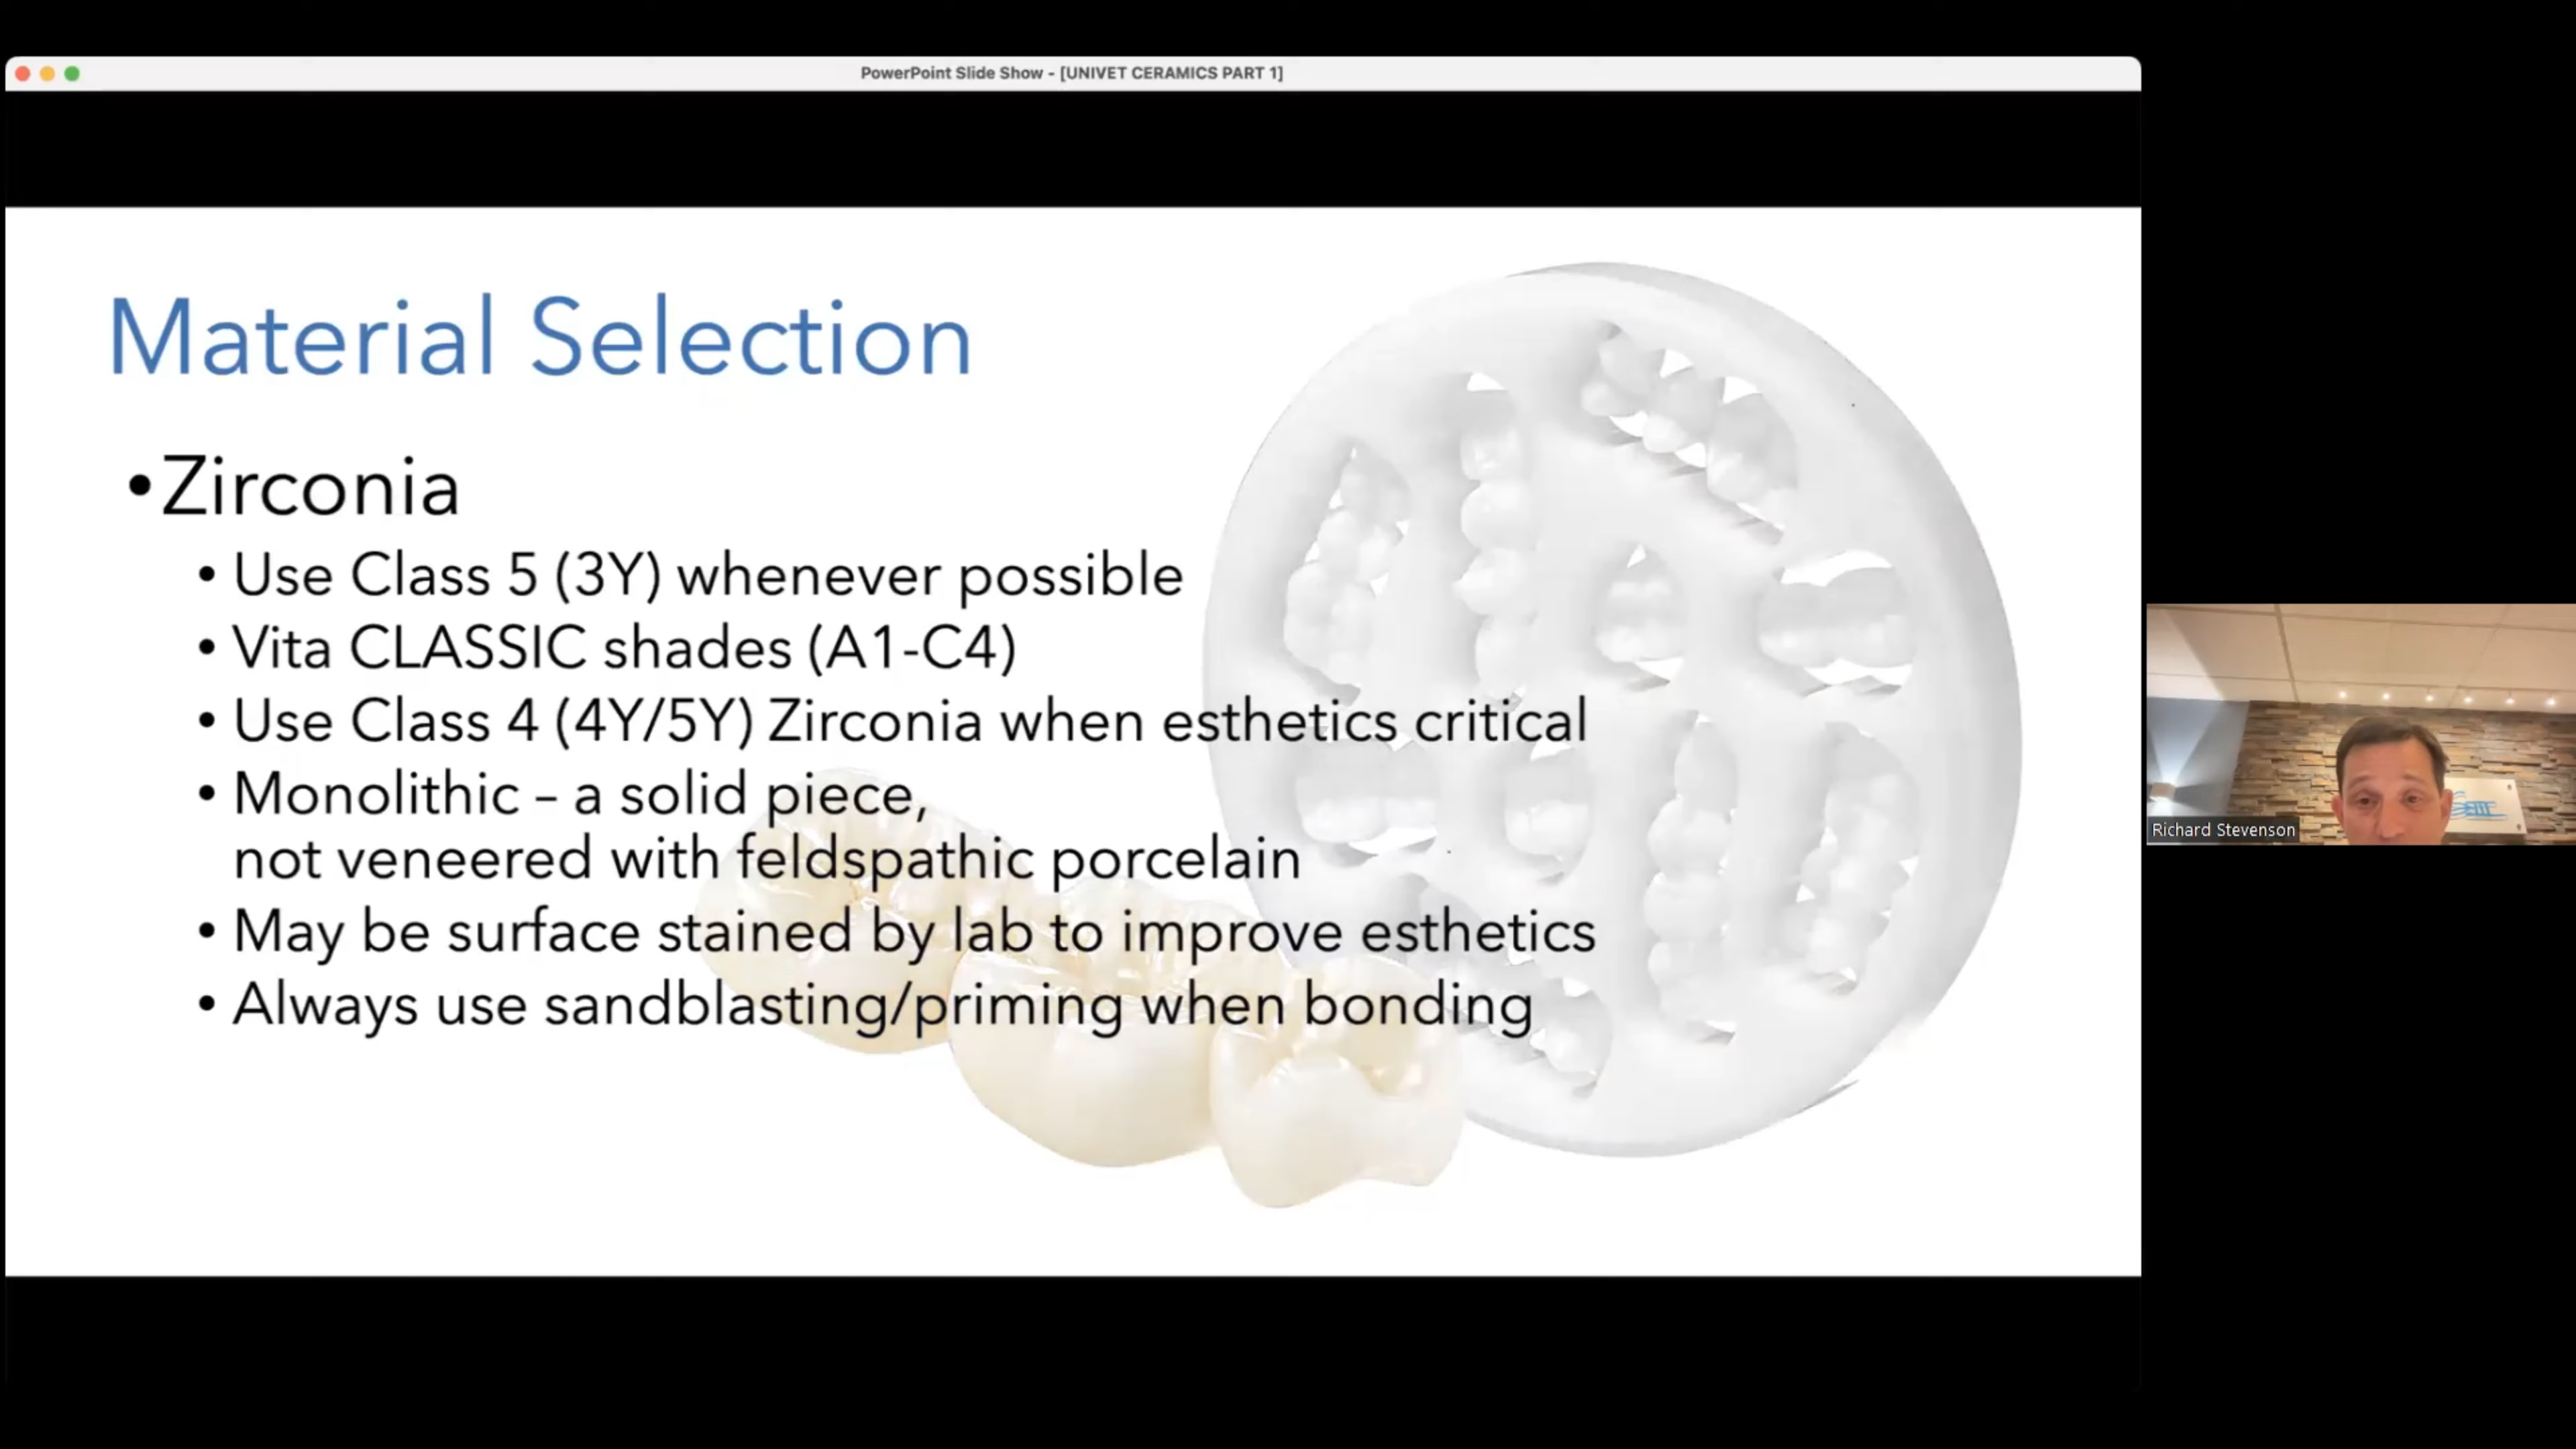 PowerPoint Slide Show - [UNIVET CERAMICS PART 1]
Material Selection
•Zirconia
• Use Class 5 (3Y) whenever possible
• Vita CLASSIC shades (A1-C4)
• Use Class 4 (4Y/5Y) Zirconia when esthetics critical
• Monolithic – a solid piece,
not veneered with feldspathic porcelain
• May be surface stained by lab to improve esthetics
• Always use sandblasting/priming when bonding
Richard Stevenson